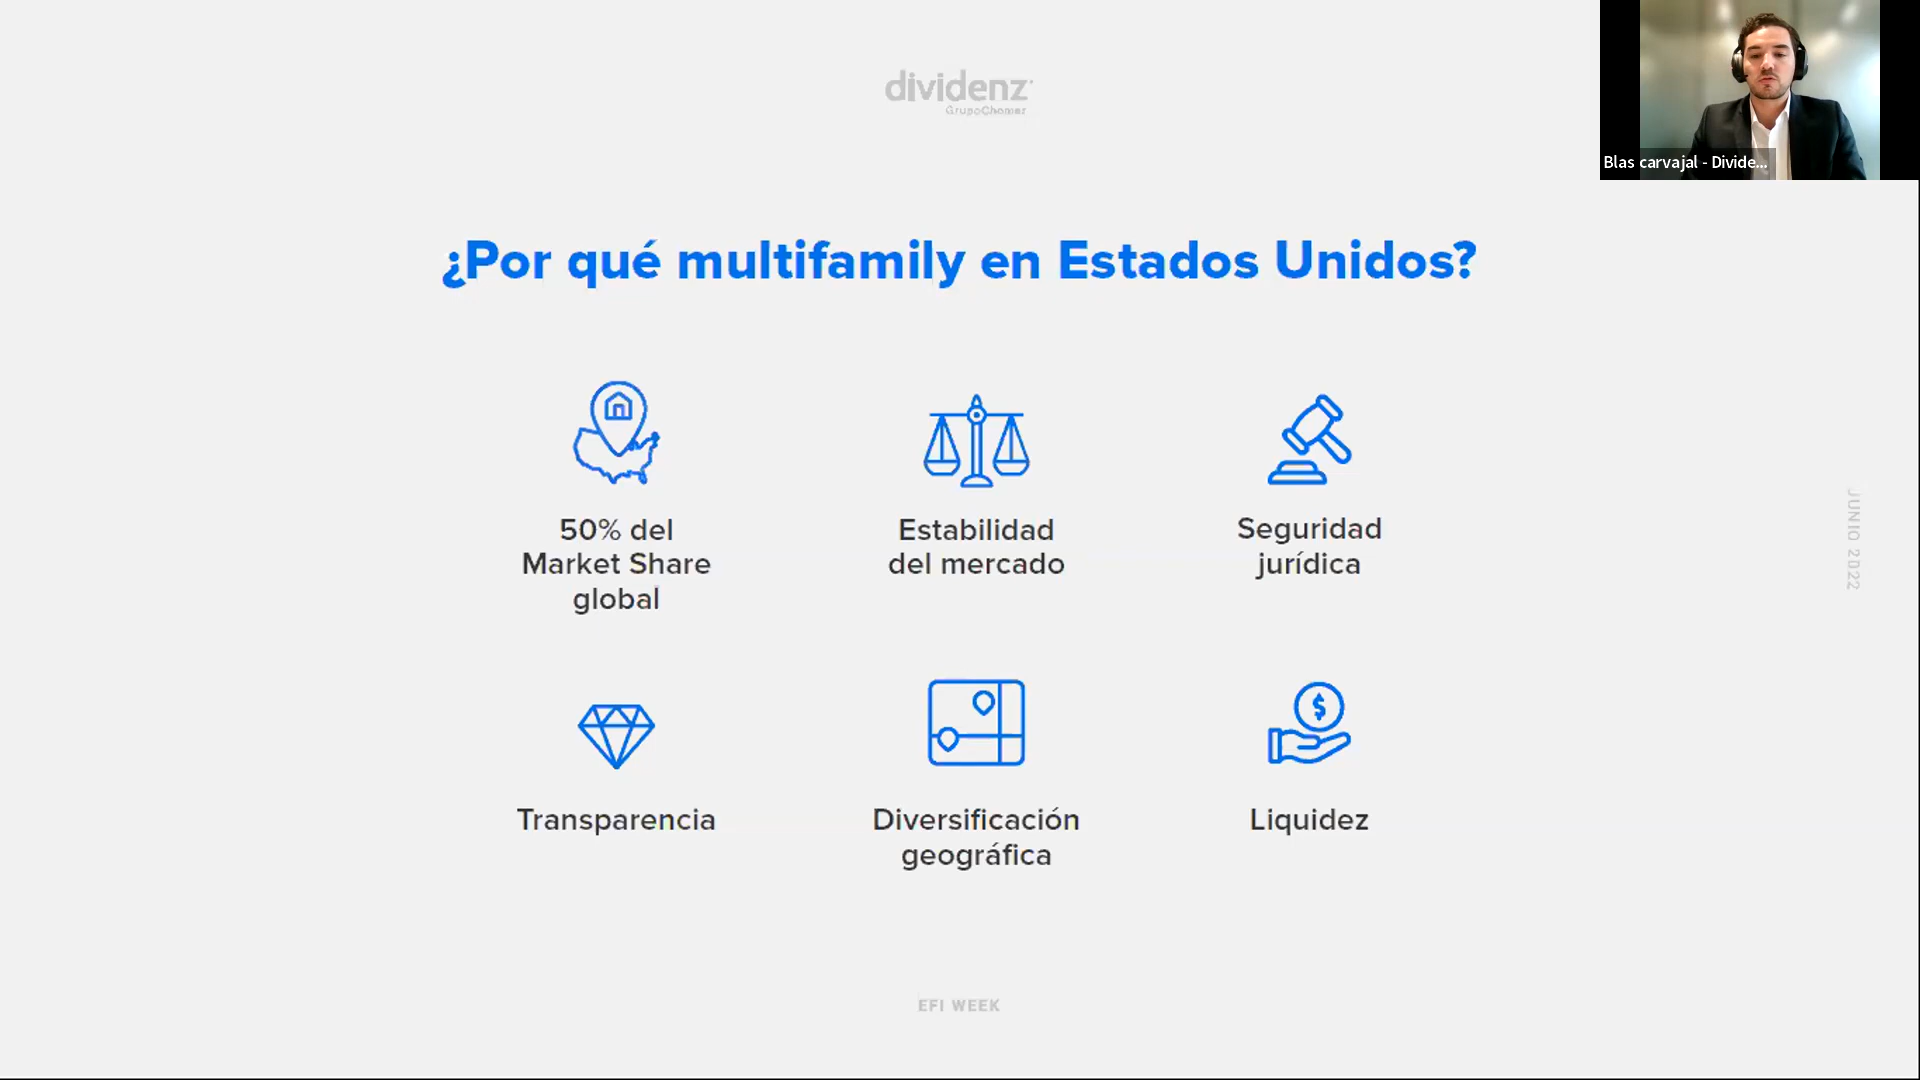 dividenz
GrupoChomer
Blas carvajal - Divide...
¿Por qué multifamily en Estados Unidos?
50% del
Market Share
global
Estabilidad
del mercado
Seguridad
jurídica
JUNIO 2022
Transparencia
Diversificación
geográfica
Liquidez
$
EFI WEEK